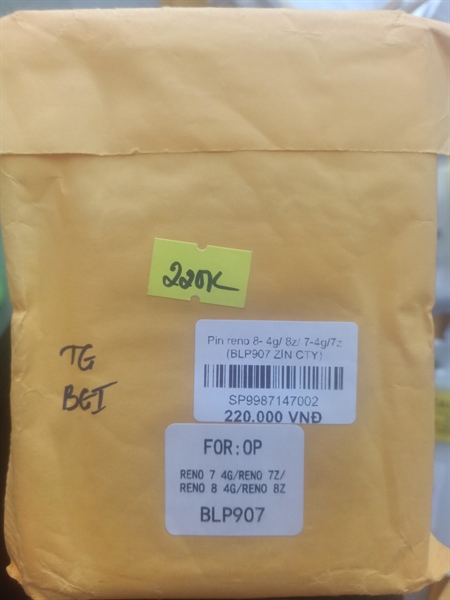 220K
Pin reno 8- 4g/ 8z/ 7-4g/7z
(BLP907 ZIN CTY)
SP9987147002
220.000 VNĐ
TG
BGI
FOR:OP
RENO 7 4G/RENO 7Z/
RENO 8 4G/RENO 8Z
BLP907